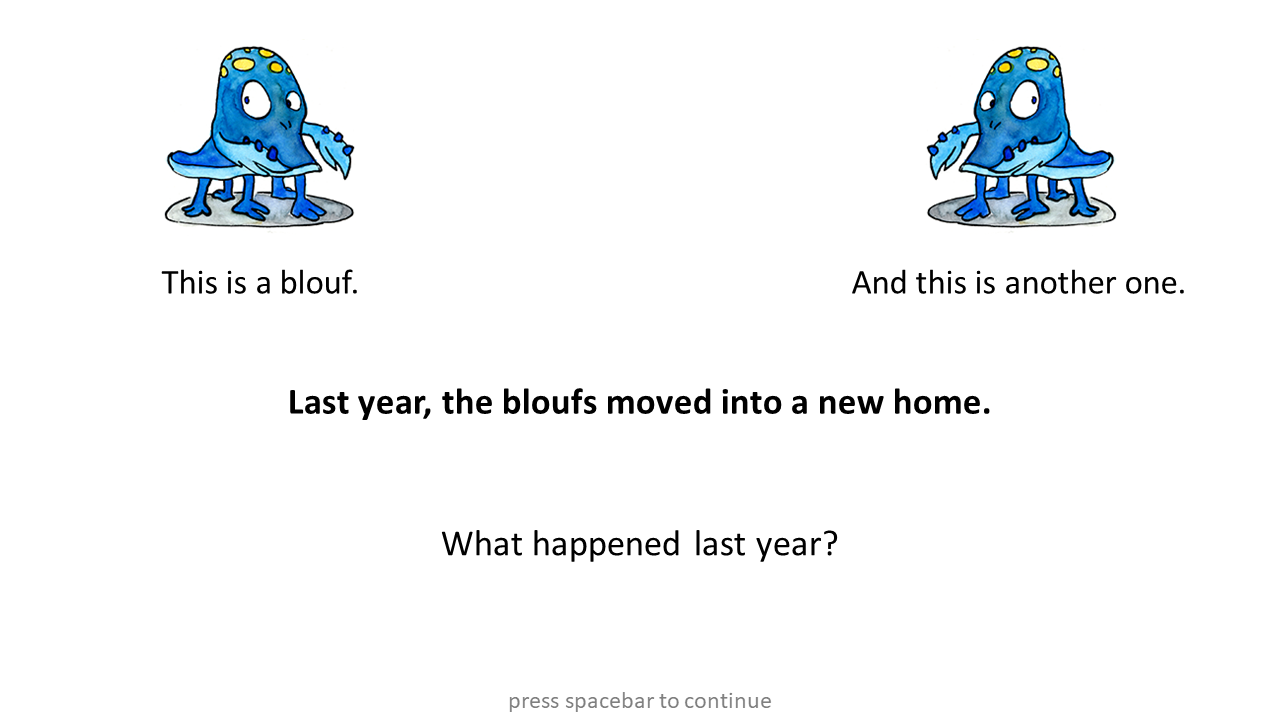 This is a blouf.
And this is another one.
Last year, the bloufs moved into a new home.
What happened last year?
press spacebar to continue